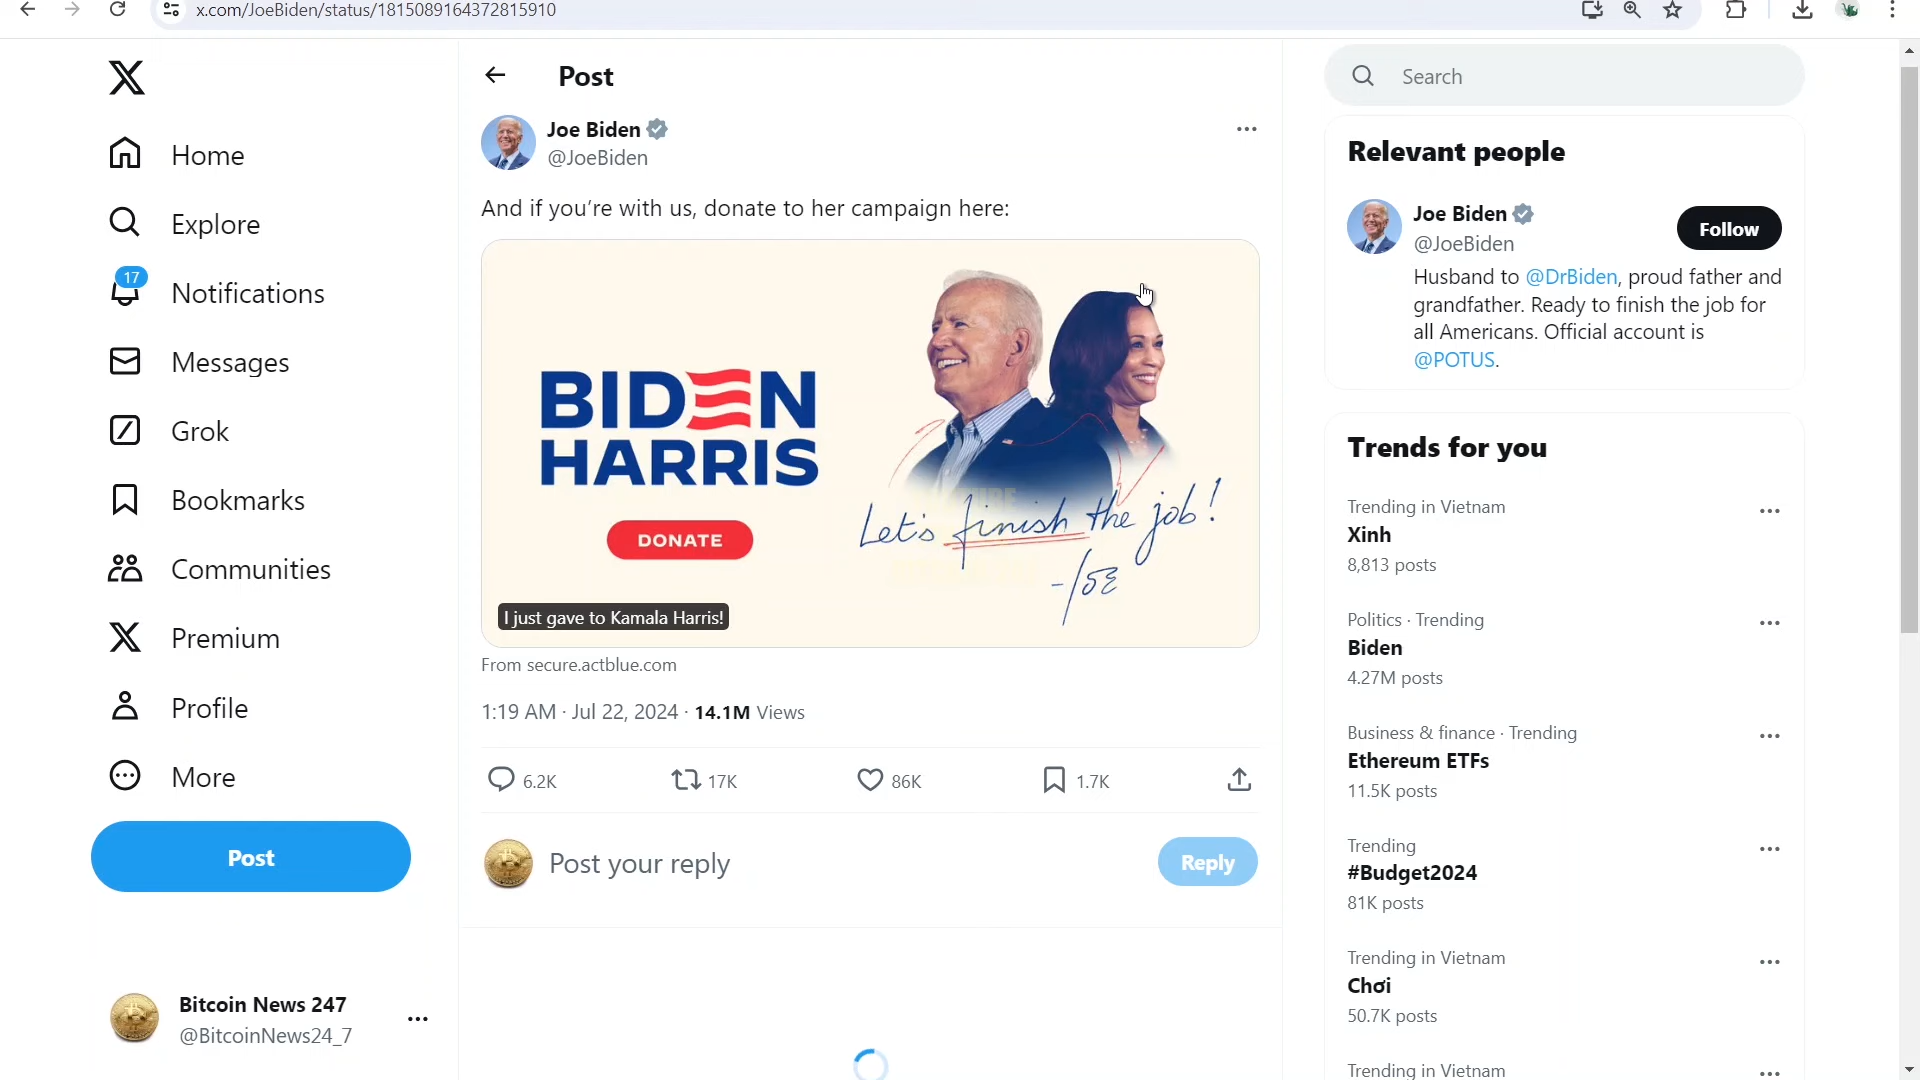 x.com/JoeBiden/status/1815089164372815910
Post
Joe Biden
@JoeBiden
And if you’re with us, donate to her campaign here:
BIDEN
HARRIS
DONATE
Let's finish the job!
-JOE
I just gave to Kamala Harris!
From secure.actblue.com
1:19 AM · Jul 22, 2024 · 14.1M Views
6.2K
17K
86K
1.7K
Post your reply
Reply
Home
Explore
17
Notifications
Messages
Grok
Bookmarks
Communities
Premium
Profile
More
Post
Bitcoin News 247
@BitcoinNews24_7
Search
Relevant people
Joe Biden
@JoeBiden
Follow
Husband to @DrBiden, proud father and
grandfather. Ready to finish the job for
all Americans. Official account is
@POTUS.
Trends for you
Trending in Vietnam
Xinh
8,813 posts
Politics · Trending
Biden
4.27M posts
Business & finance · Trending
Ethereum ETFs
11.5K posts
Trending
#Budget2024
81K posts
Trending in Vietnam
Chơi
50.7K posts
Trending in Vietnam